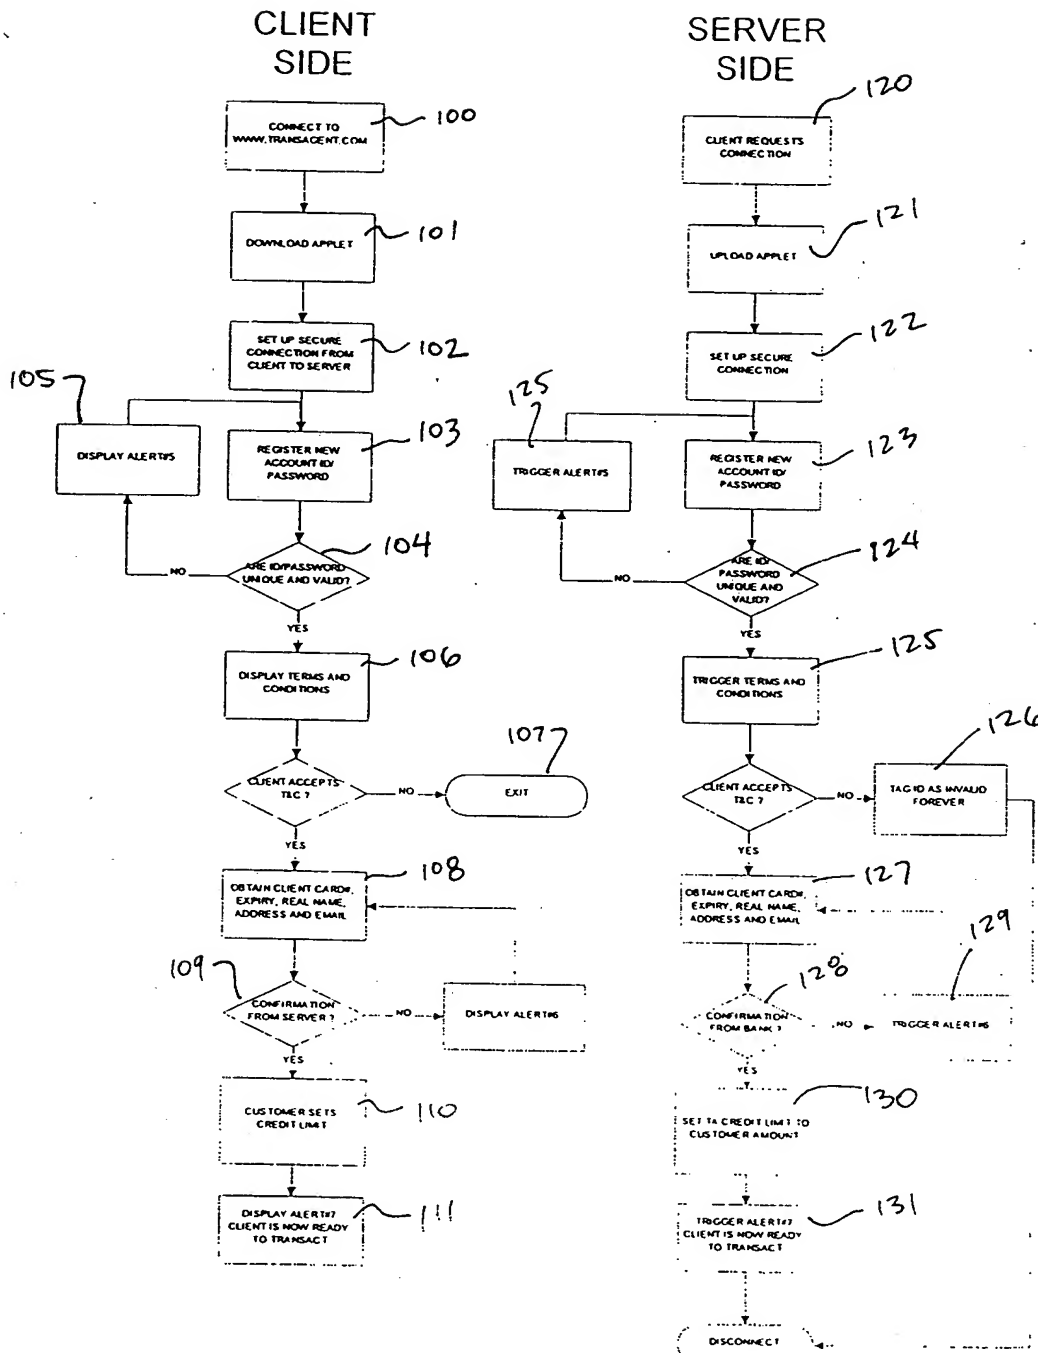 CLIENT
SIDE
CONNECT TO
WWW.TRANSAGENT.COM
100
DOWNLOAD APPLET
101
SET UP SECURE
CONNECTION FROM
CLIENT TO SERVER
102
105
DISPLAY ALERT#5
REGISTER NEW
ACCOUNT ID/
PASSWORD
103
104
ARE ID/PASSWORD
UNIQUE AND VALID?
NO
YES
DISPLAY TERMS AND
CONDITIONS
106
CLIENT ACCEPTS
T&C ?
NO
107
EXIT
YES
OBTAIN CLIENT CARD#,
EXPIRY, REAL NAME,
ADDRESS AND EMAIL
108
109
CONFIRMATION
FROM SERVER ?
NO
DISPLAY ALERT#6
YES
CUSTOMER SETS
CREDIT LIMIT
110
DISPLAY ALERT#7
CLIENT IS NOW READY
TO TRANSACT
111
SERVER
SIDE
120
CLIENT REQUESTS
CONNECTION
121
UPLOAD APPLET
122
SET UP SECURE
CONNECTION
125
TRIGGER ALERT#5
REGISTER NEW
ACCOUNT ID/
PASSWORD
123
124
ARE ID/
PASSWORD
UNIQUE AND
VALID?
NO
YES
TRIGGER TERMS AND
CONDITIONS
125
CLIENT ACCEPTS
T&C ?
NO
126
TAG ID AS INVALID
FOREVER
YES
127
OBTAIN CLIENT CARD#,
EXPIRY, REAL NAME,
ADDRESS AND EMAIL
128
CONFIRMATION
FROM BANK ?
NO
129
TRIGGER ALERT#6
YES
130
SET TA CREDIT LIMIT TO
CUSTOMER AMOUNT
TRIGGER ALERT#7
CLIENT IS NOW READY
TO TRANSACT
131
DISCONNECT